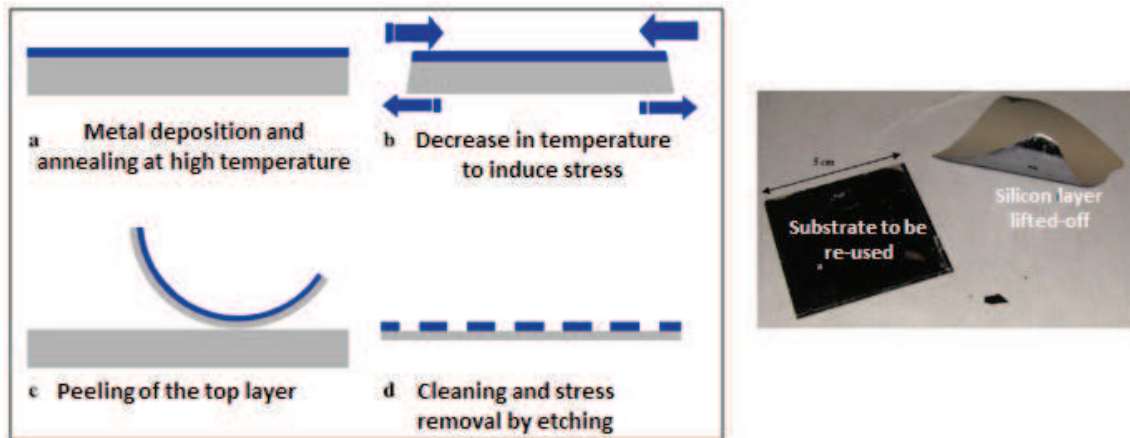 a
Metal deposition and
annealing at high temperature
b
Decrease in temperature
to induce stress
c Peeling of the top layer
d
Cleaning and stress
removal by etching
5 cm
Silicon layer
lifted-off
Substrate to be
re-used